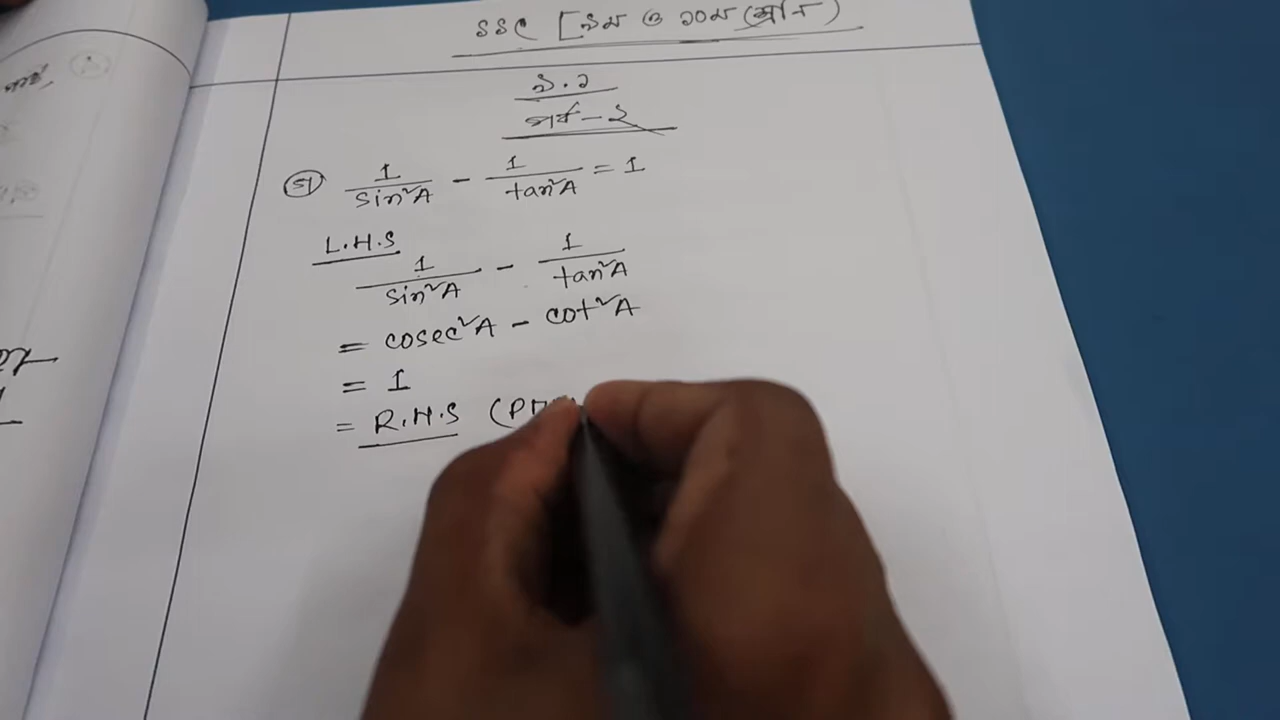 SSC [৯ম ও ১০ম শ্রেণি]
৯.১
পর্ব - ২
গ) 1/sin²A - 1/tan²A = 1
L.H.S
1/sin²A - 1/tan²A
= cosec²A - cot²A
= 1
= R.H.S